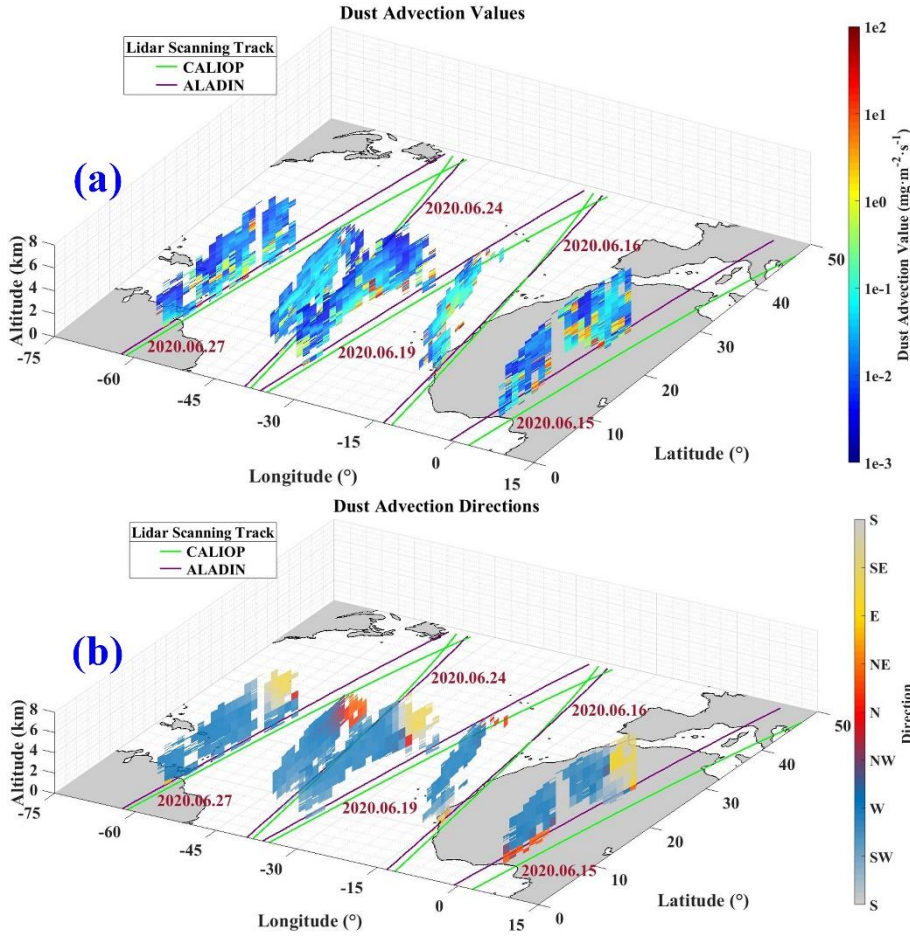 Dust Advection Values
Lidar Scanning Track
CALIOP
ALADIN
(a)
2020.06.24
2020.06.16
2020.06.27
2020.06.19
2020.06.15
Altitude (km)
8
6
4
2
0
-75
-60
-45
-30
-15
0
15
Longitude (°)
0
10
20
30
40
50
Latitude (°)
1e2
1e1
1e0
1e-1
1e-2
1e-3
Dust Advection Value (mg·m⁻²·s⁻¹)
Dust Advection Directions
Lidar Scanning Track
CALIOP
ALADIN
(b)
2020.06.24
2020.06.16
2020.06.27
2020.06.19
2020.06.15
Altitude (km)
8
6
4
2
0
-75
-60
-45
-30
-15
0
15
Longitude (°)
0
10
20
30
40
50
Latitude (°)
S
SE
E
NE
N
NW
W
SW
S
Direction